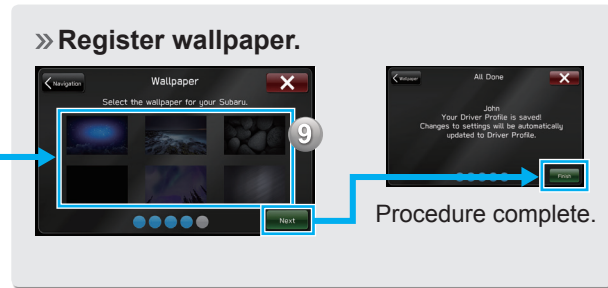 » Register wallpaper.
Navigation
Wallpaper
X
Select the wallpaper for your Subaru.
9
Next
Wallpaper
All Done
X
John
Your Driver Profile is saved!
Changes to settings will be automatically
updated to Driver Profile.
Finish
Procedure complete.